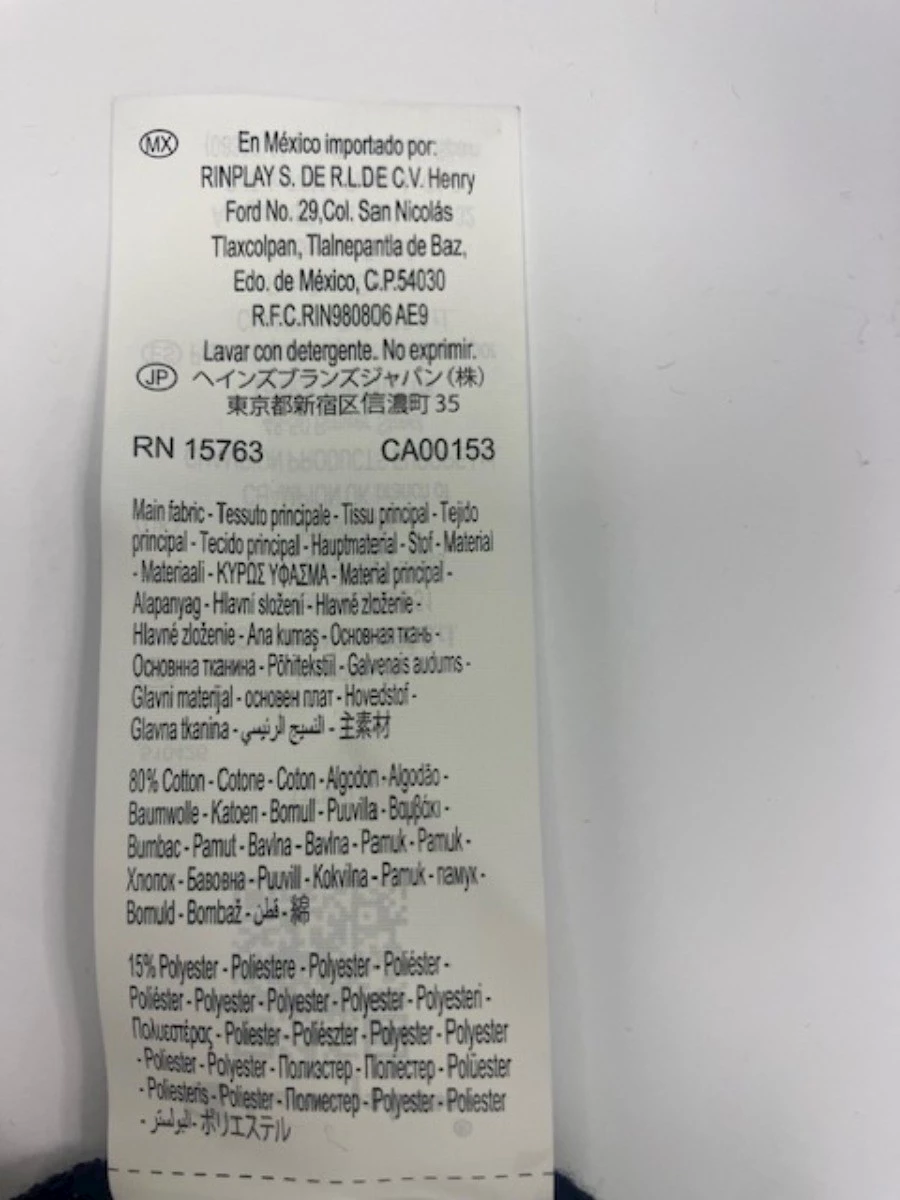 MX En México importado por:
RINPLAY S. DE R.L.DE C.V. Henry
Ford No. 29,Col. San Nicolás
Tlaxcolpan, Tlalnepantla de Baz,
Edo. de México, C.P.54030
R.F.C.RIN980806 AE9
Lavar con detergente. No exprimir.
JP ヘインズブランズジャパン(株)
東京都新宿区信濃町 35
RN 15763 CA00153
Main fabric - Tessuto principale - Tissu principal - Tejido
principal - Tecido principal - Hauptmaterial - Stof - Material
- Materiaali - ΚΥΡΙΩΣ ΥΦΑΣΜΑ - Material principal -
Alapanyag - Hlavní složení - Hlavné zloženie -
Hlavné zloženie - Ana kumaş - Основная ткань -
Основнна тканина - Põhitekstiil - Galvenais audums -
Glavni materijal - основен плат - Hovedstof -
Glavna tkanina - النسيج الرئيسي - 主素材
80% Cotton - Cotone - Coton - Algodon - Algodão -
Baumwolle - Katoen - Bomull - Puuvilla - Βαμβάκι -
Bumbac - Pamut - Bavlna - Bavlna - Pamuk - Pamuk -
Хлопок - Бавовна - Puuvill - Kokvilna - Pamuk - памук -
Bomuld - Bombaž - قطن - 綿
15% Polyester - Poliestere - Polyester - Poliéster -
Poliéster - Polyester - Polyester - Polyester - Polyesteri -
Πολυεστέρας - Poliester - Poliészter - Polyester - Polyester
- Poliester - Polyester - Полиэстер - Поліестер - Polüester
- Poliesteris - Poliester - Полиестер - Polyester - Poliester
- البولستر - ポリエステル